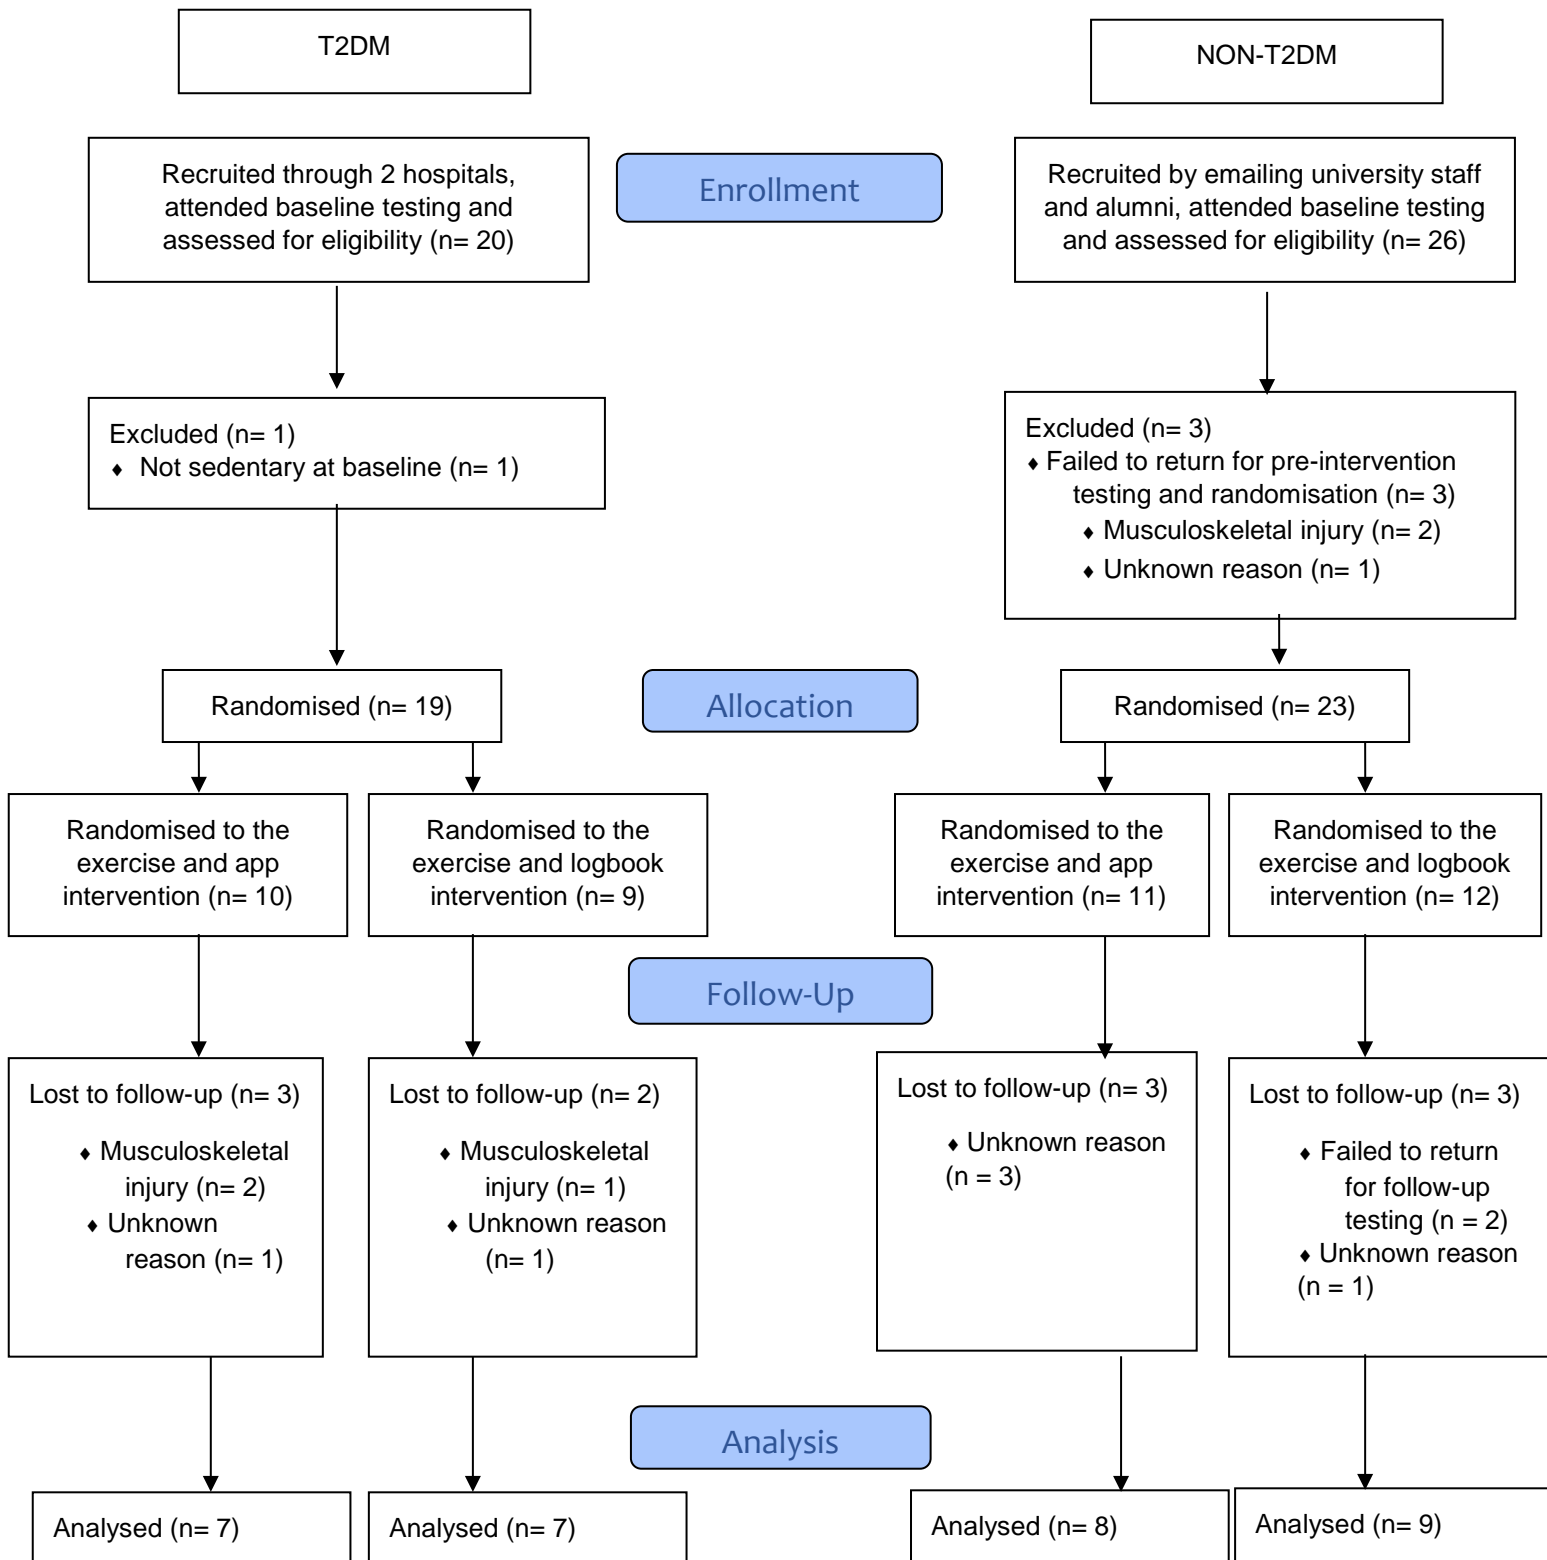 T2DM
NON-T2DM
Recruited through 2 hospitals,
attended baseline testing and
assessed for eligibility (n= 20)
Enrollment
Recruited by emailing university staff
and alumni, attended baseline testing
and assessed for eligibility (n= 26)
Excluded (n= 1)
♦ Not sedentary at baseline (n= 1)
Excluded (n= 3)
♦ Failed to return for pre-intervention
testing and randomisation (n= 3)
♦ Musculoskeletal injury (n= 2)
♦ Unknown reason (n= 1)
Randomised (n= 19)
Allocation
Randomised (n= 23)
Randomised to the
exercise and app
intervention (n= 10)
Randomised to the
exercise and logbook
intervention (n= 9)
Randomised to the
exercise and app
intervention (n= 11)
Randomised to the
exercise and logbook
intervention (n= 12)
Follow-Up
Lost to follow-up (n= 3)
♦ Musculoskeletal
injury (n= 2)
♦ Unknown
reason (n= 1)
Lost to follow-up (n= 2)
♦ Musculoskeletal
injury (n= 1)
♦ Unknown reason
(n= 1)
Lost to follow-up (n= 3)
♦ Unknown reason
(n = 3)
Lost to follow-up (n= 3)
♦ Failed to return
for follow-up
testing (n = 2)
♦ Unknown reason
(n = 1)
Analysis
Analysed (n= 7)
Analysed (n= 7)
Analysed (n= 8)
Analysed (n= 9)